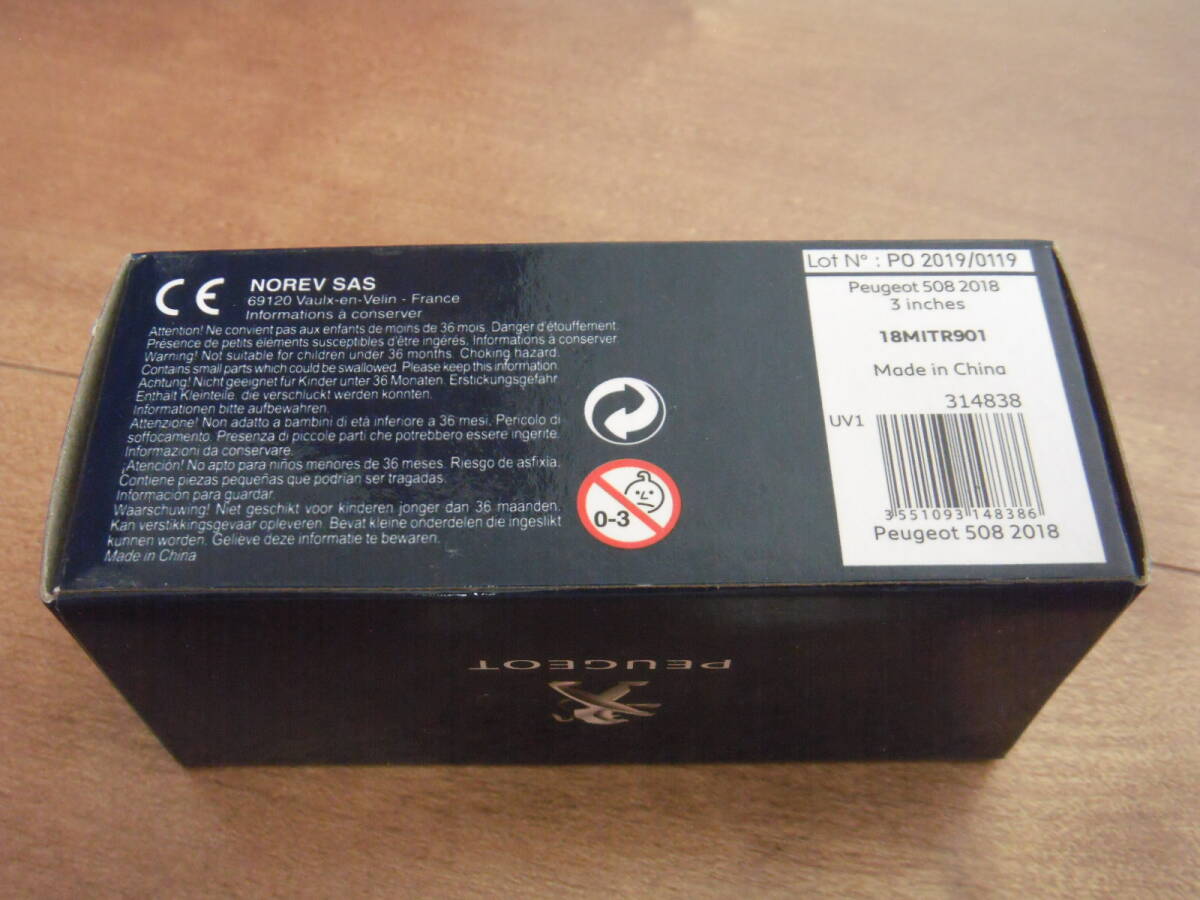 CE
NOREV SAS
69120 Vaulx-en-Velin - France
Informations à conserver
Attention! Ne convient pas aux enfants de moins de 36 mois. Danger d'étouffement.
Présence de petits éléments susceptibles d'être ingérés. Informations à conserver.
Warning! Not suitable for children under 36 months. Choking hazard.
Contains small parts which could be swallowed. Please keep this information.
Achtung! Nicht geeignet für Kinder unter 36 Monaten. Erstickungsgefahr.
Enthält Kleinteile, die verschluckt werden konnten.
Informationen bitte aufbewahren.
Attenzione! Non adatto a bambini di età inferiore a 36 mesi. Pericolo di
soffocamento. Presenza di piccole parti che potrebbero essere ingerite.
Informazioni da conservare.
¡Atención! No apto para niños menores de 36 meses. Riesgo de asfixia.
Contiene piezas pequeñas que podrían ser tragadas.
Información para guardar.
Waarschuwing! Niet geschikt voor kinderen jonger dan 36 maanden.
Kan verstikkingsgevaar opleveren. Bevat kleine onderdelen die ingeslikt
kunnen worden. Gelieve deze informatie te bewaren.
Made in China
0-3
Lot N° : PO 2019/0119
Peugeot 508 2018
3 inches
18MITR901
Made in China
314838
UV1
3551093148386
Peugeot 508 2018
PEUGEOT